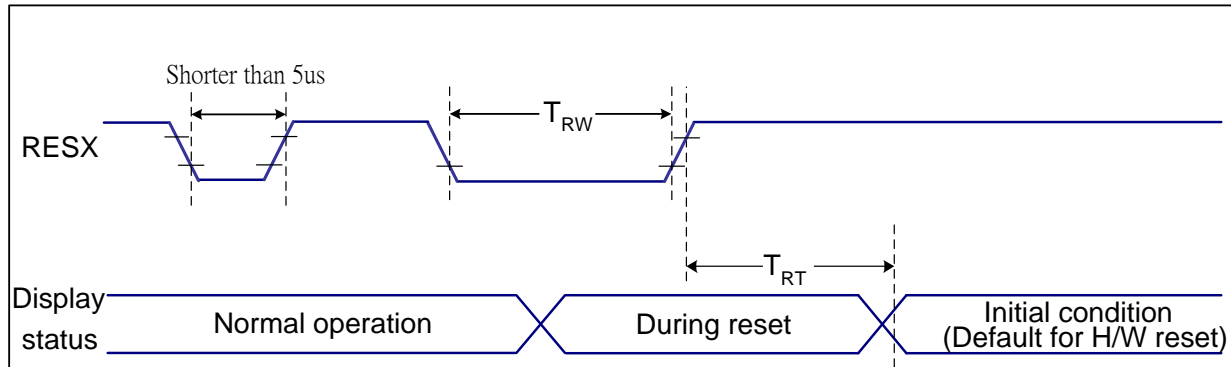 Shorter than 5us
RESX
TRW
TRT
Display
status
Normal operation
During reset
Initial condition
(Default for H/W reset)